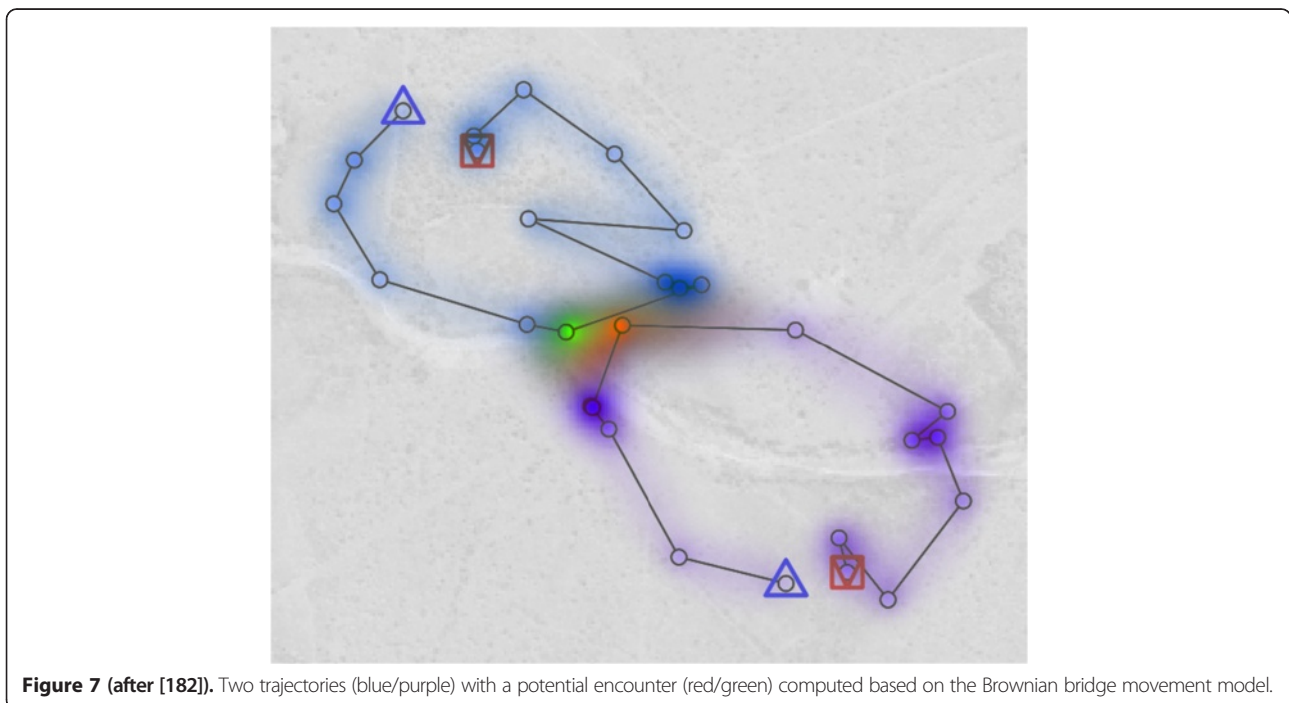 Figure 7 (after [182]). Two trajectories (blue/purple) with a potential encounter (red/green) computed based on the Brownian bridge movement model.